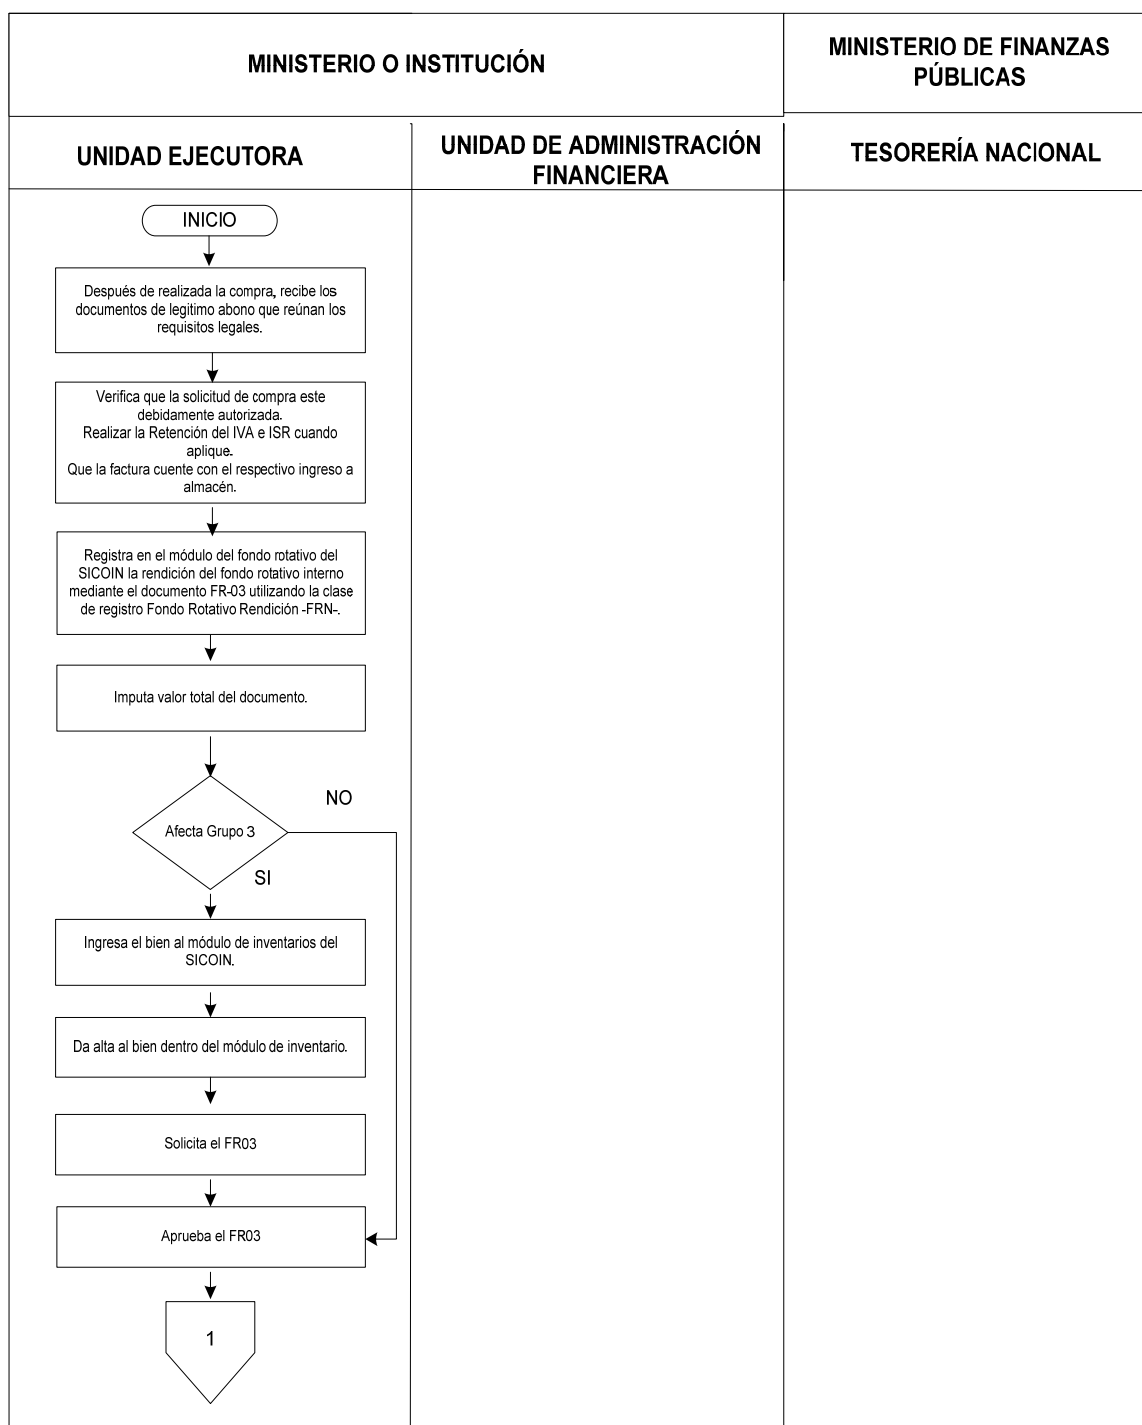 MINISTERIO O INSTITUCIÓN
MINISTERIO DE FINANZAS
PÚBLICAS
UNIDAD EJECUTORA
UNIDAD DE ADMINISTRACIÓN
FINANCIERA
TESORERÍA NACIONAL
INICIO
Después de realizada la compra, recibe los
documentos de legitimo abono que reúnan los
requisitos legales.
Verifica que la solicitud de compra este
debidamente autorizada.
Realizar la Retención del IVA e ISR cuando
aplique.
Que la factura cuente con el respectivo ingreso a
almacén.
Registra en el módulo del fondo rotativo del
SICOIN la rendición del fondo rotativo interno
mediante el documento FR-03 utilizando la clase
de registro Fondo Rotativo Rendición -FRN-.
Imputa valor total del documento.
NO
Afecta Grupo 3
SI
Ingresa el bien al módulo de inventarios del
SICOIN.
Da alta al bien dentro del módulo de inventario.
Solicita el FR03
Aprueba el FR03
1